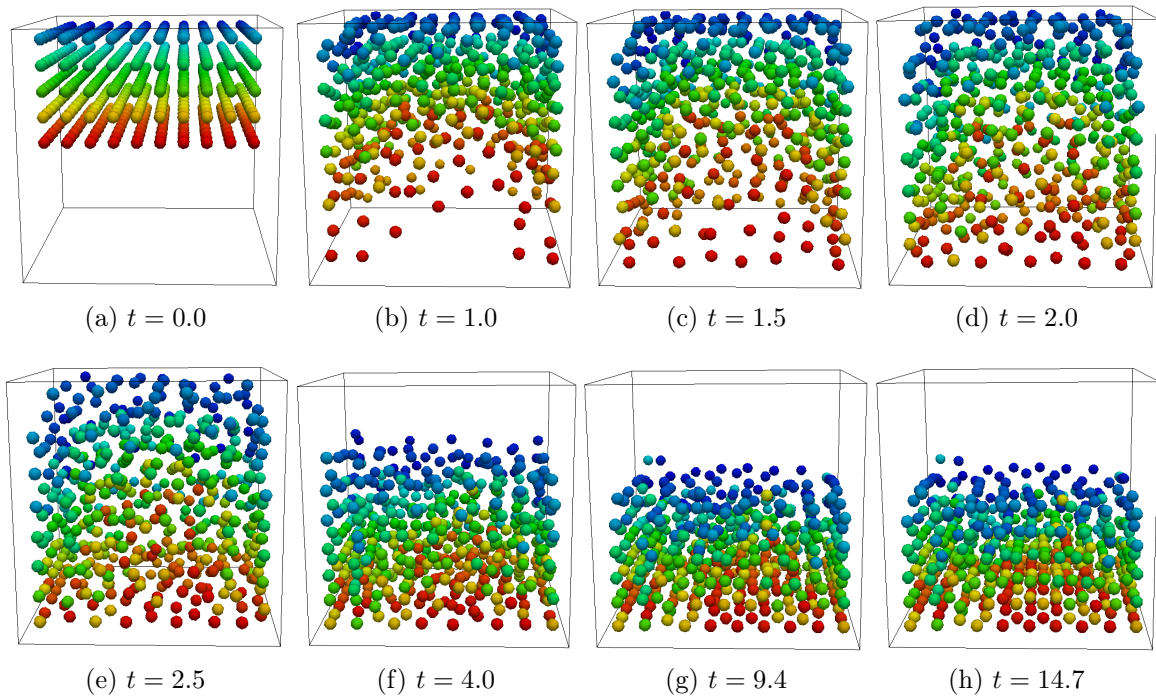 (a) t = 0.0
(b) t = 1.0
(c) t = 1.5
(d) t = 2.0
(e) t = 2.5
(f) t = 4.0
(g) t = 9.4
(h) t = 14.7